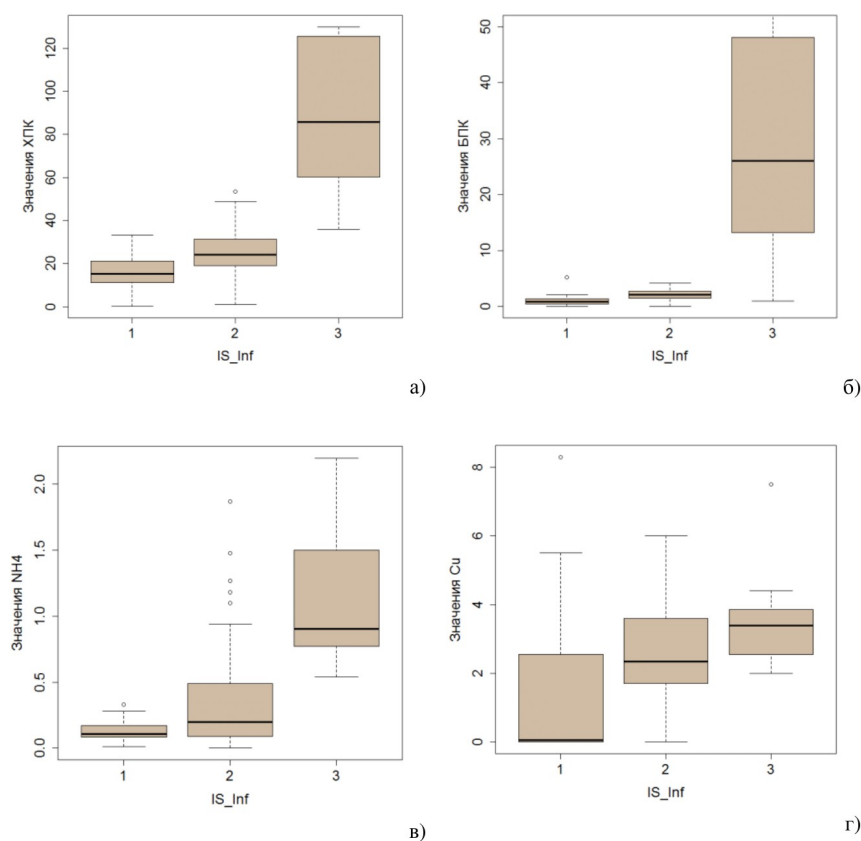 Значения ХПК
0 20 40 60 80 100 120
1 2 3
IS_Inf
а)
Значения БПК
0 10 20 30 40 50
1 2 3
IS_Inf
б)
Значения NH4
0.0 0.5 1.0 1.5 2.0
1 2 3
IS_Inf
в)
Значения Cu
0 2 4 6 8
1 2 3
IS_Inf
г)